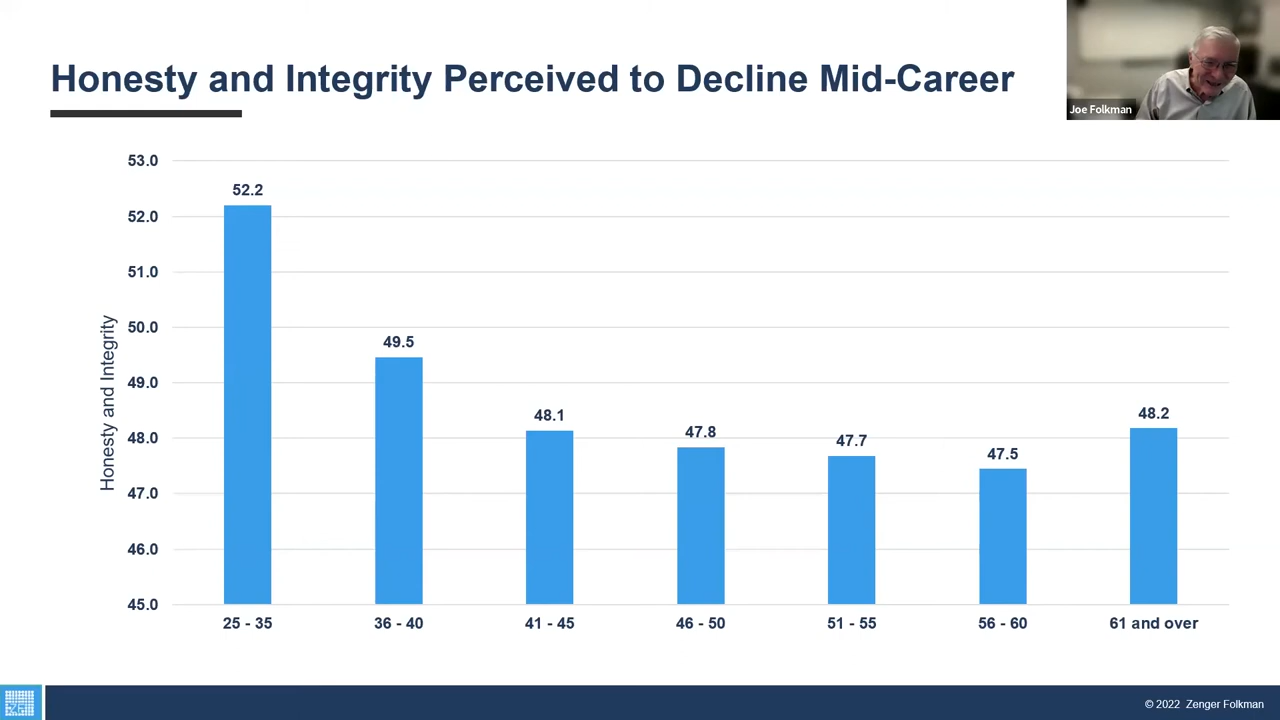 Honesty and Integrity Perceived to Decline Mid-Career
Joe Folkman
53.0
52.0
51.0
50.0
49.0
48.0
47.0
46.0
45.0
Honesty and Integrity
52.2
49.5
48.1
47.8
47.7
47.5
48.2
25 - 35
36 - 40
41 - 45
46 - 50
51 - 55
56 - 60
61 and over
ZF
© 2022 Zenger Folkman